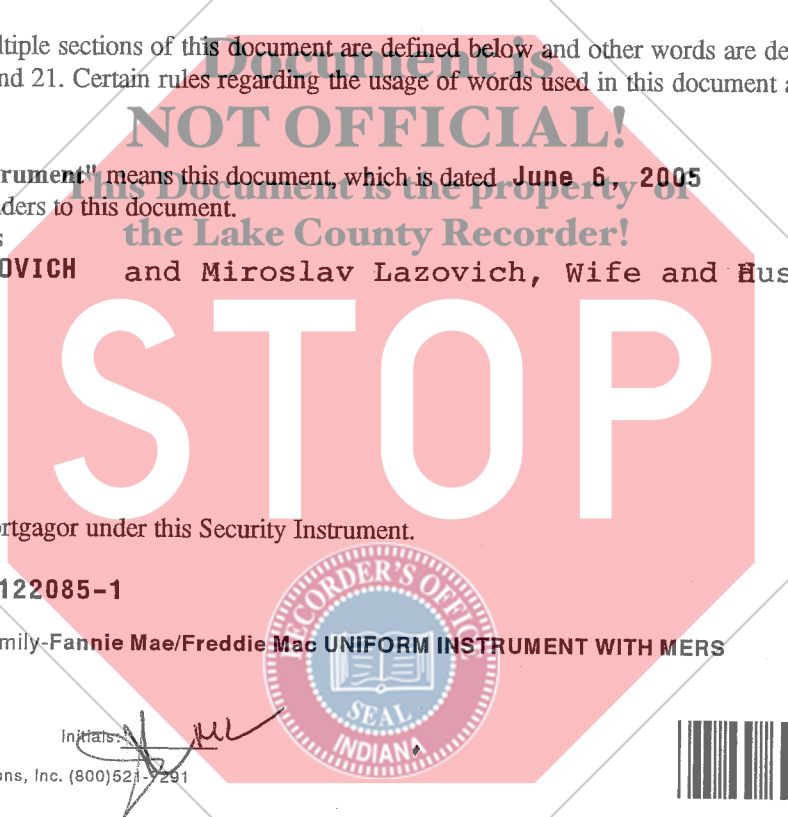 ltiple sections of this document are defined below and other words are de
Document is
nd 21. Certain rules regarding the usage of words used in this document a
NOT OFFICIAL!
rument" means this document, which is dated June 6, 2005
This Document is the property of
ders to this document.
the Lake County Recorder!
s
OVICH and Miroslav Lazovich, Wife and Hus
STOP
rtgagor under this Security Instrument.
122085-1
RECORDER'S OFFICE
mily-Fannie Mae/Freddie Mac UNIFORM INSTRUMENT WITH MERS
SEAL
INDIANA
Initials:
ons, Inc. (800)521-7291